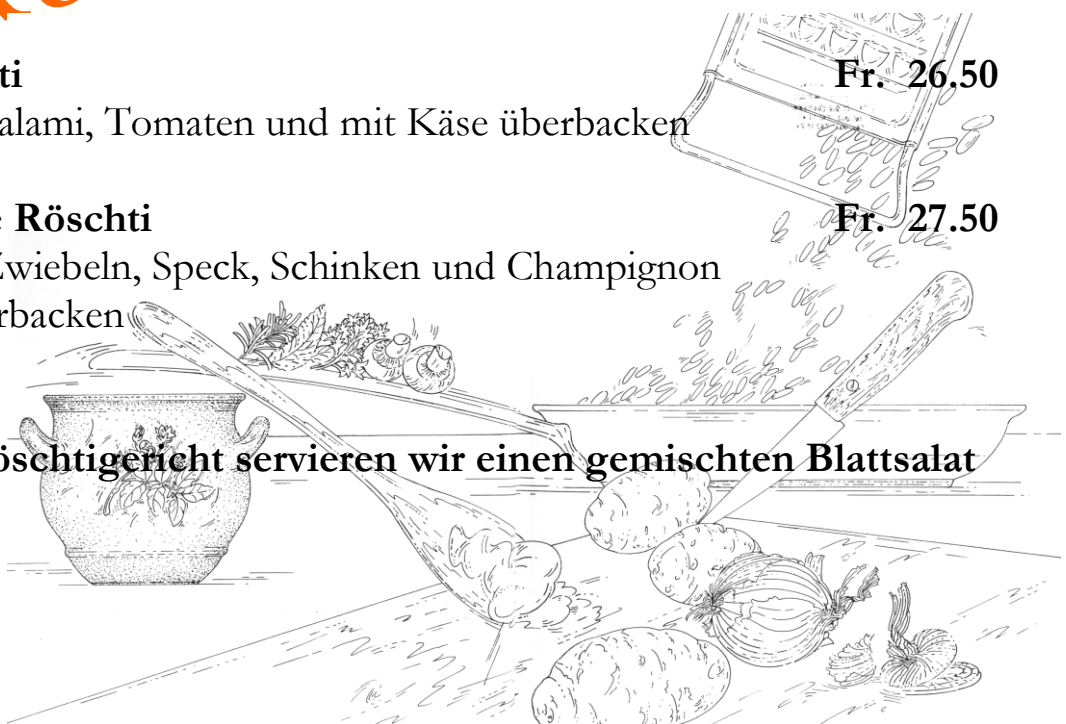 ti Fr. 26.50
alami, Tomaten und mit Käse überbacken
e Röschti Fr. 27.50
Zwiebeln, Speck, Schinken und Champignon
rbacken
öschtigericht servieren wir einen gemischten Blattsalat